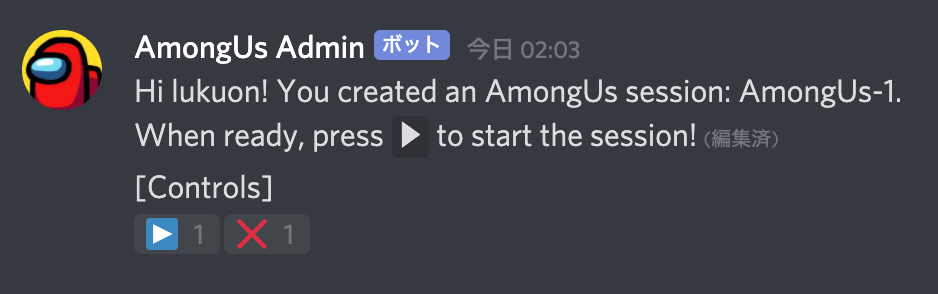 AmongUs Admin ボット 今日 02:03
Hi lukuon! You created an AmongUs session: AmongUs-1.
When ready, press ▶ to start the session! (編集済)
[Controls]
1 1